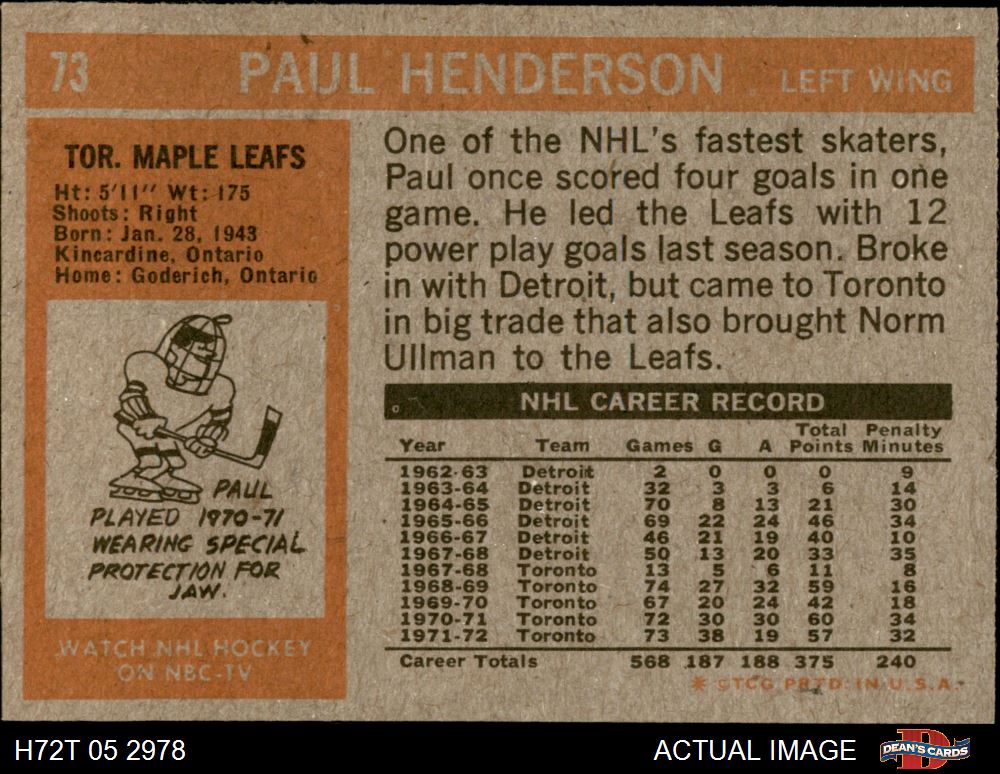 73 PAUL HENDERSON LEFT WING
TOR. MAPLE LEAFS
Ht: 5'11" Wt: 175
Shoots: Right
Born: Jan. 28, 1943
Kincardine, Ontario
Home: Goderich, Ontario
PAUL
PLAYED 1970-71
WEARING SPECIAL
PROTECTION FOR
JAW.
WATCH NHL HOCKEY
ON NBC-TV
One of the NHL's fastest skaters,
Paul once scored four goals in one
game. He led the Leafs with 12
power play goals last season. Broke
in with Detroit, but came to Toronto
in big trade that also brought Norm
Ullman to the Leafs.
NHL CAREER RECORD
Total Penalty
Year Team Games G A Points Minutes
1962-63 Detroit 2 0 0 0 9
1963-64 Detroit 32 3 3 6 14
1964-65 Detroit 70 8 13 21 30
1965-66 Detroit 69 22 24 46 34
1966-67 Detroit 46 21 19 40 10
1967-68 Detroit 50 13 20 33 35
1967-68 Toronto 13 5 6 11 8
1968-69 Toronto 74 27 32 59 16
1969-70 Toronto 67 20 24 42 18
1970-71 Toronto 72 30 30 60 34
1971-72 Toronto 73 38 19 57 32
Career Totals 568 187 188 375 240
* ©TCG PRTD. IN U.S.A.
H72T 05 2978 ACTUAL IMAGE DEAN'S CARDS